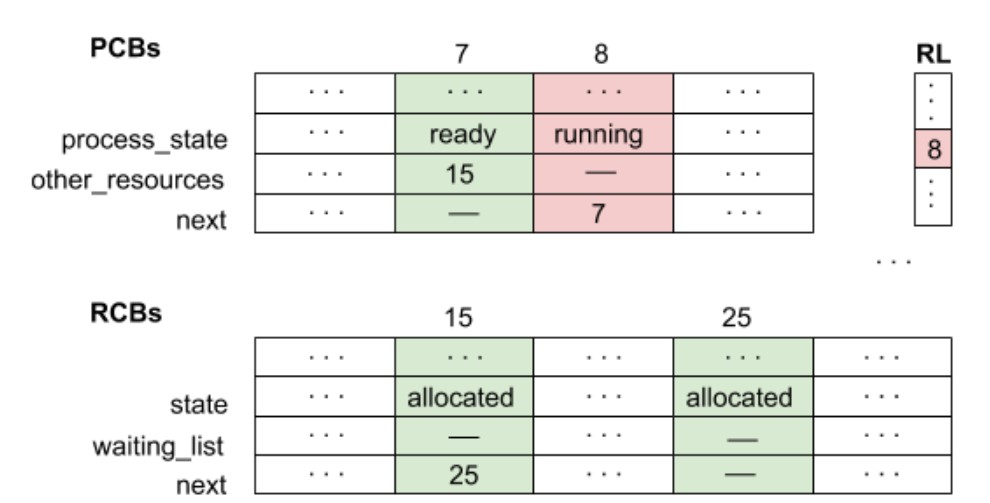 PCBs 7 8 RL
· · · · · · · · · · · · · · ·
process_state · · · ready running · · · 8
other_resources · · · 15 — · · ·
next · · · — 7 · · · · · ·
· · ·
RCBs 15 25
· · · · · · · · · · · · · · ·
state · · · allocated · · · allocated · · ·
waiting_list · · · — · · · — · · ·
next · · · 25 · · · — · · ·